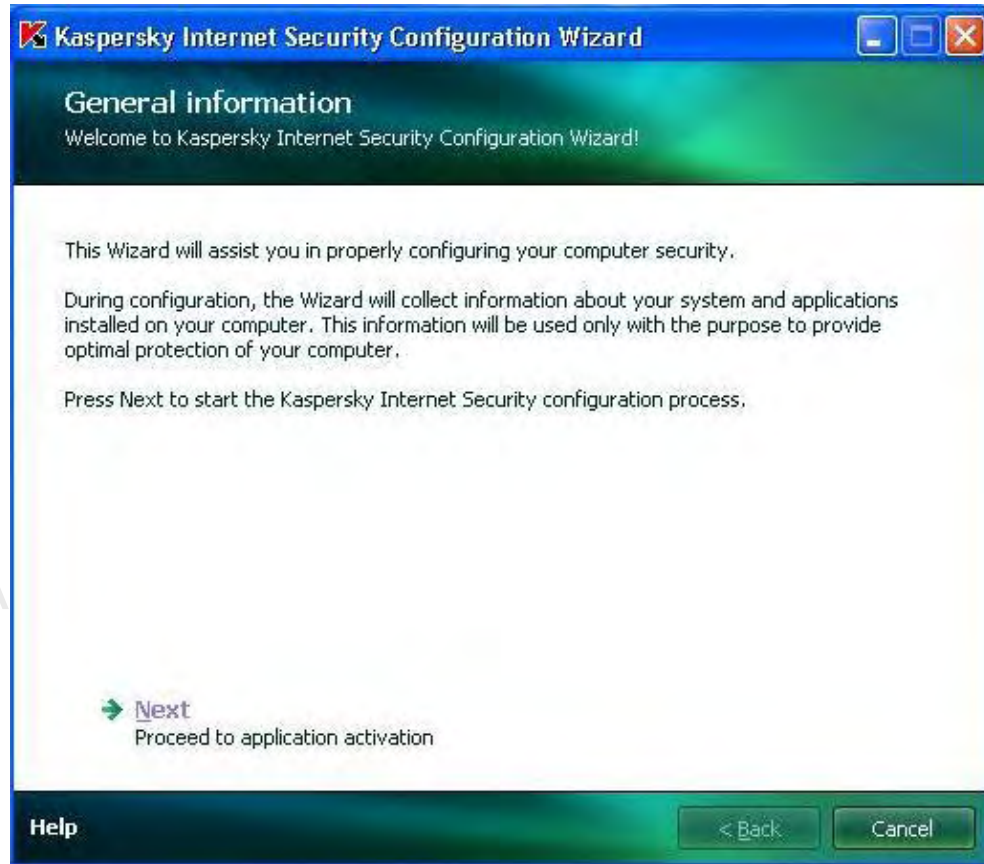 Kaspersky Internet Security Configuration Wizard
General information
Welcome to Kaspersky Internet Security Configuration Wizard!
This Wizard will assist you in properly configuring your computer security.
During configuration, the Wizard will collect information about your system and applications
installed on your computer. This information will be used only with the purpose to provide
optimal protection of your computer.
Press Next to start the Kaspersky Internet Security configuration process.
Next
Proceed to application activation
Help
< Back
Cancel